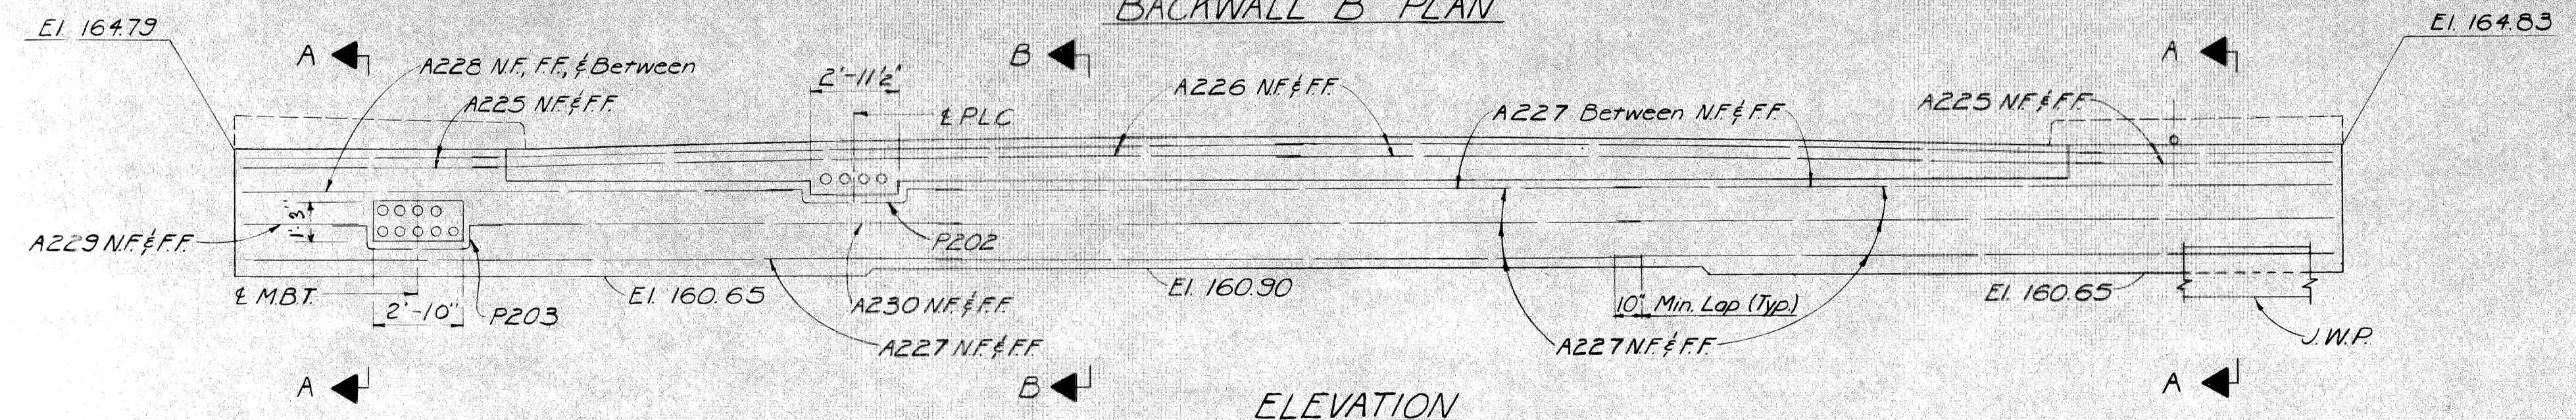 BACKWALL B PLAN
El. 164.79
El. 164.83
A
B
A
A228 N.F., F.F., & Between
A225 N.F. & F.F.
2'-11½"
℄ PLC
A226 N.F. & F.F.
A227 Between N.F. & F.F.
A225 N.F. & F.F.
1'-3"
A229 N.F. & F.F.
P202
℄ M.B.T.
2'-10"
P203
El. 160.65
A230 N.F. & F.F.
A227 N.F. & F.F.
El. 160.90
10" Min. Lap (Typ.)
A227 N.F. & F.F.
El. 160.65
J.W.P.
A
B
A
ELEVATION